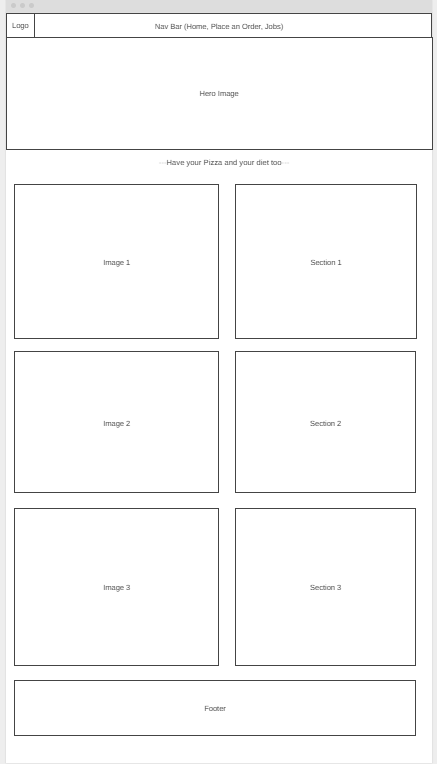 Logo
Nav Bar (Home, Place an Order, Jobs)
Hero Image
---Have your Pizza and your diet too---
Image 1
Section 1
Image 2
Section 2
Image 3
Section 3
Footer